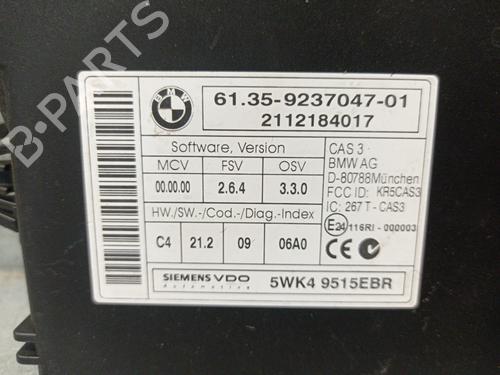 B-PARTS
BMW
61.35-9237047-01
2112184017
Software, Version
MCV FSV OSV
00.00.00 2.6.4 3.3.0
HW./SW.-/Cod.-/Diag.-Index
C4 21.2 09 06A0
CAS 3
BMW AG
D-80788München
FCC ID: KR5CAS3
IC: 267 T - CAS3
E24 116RI - 000003
CE
SIEMENS VDO
Automotive
5WK4 9515EBR